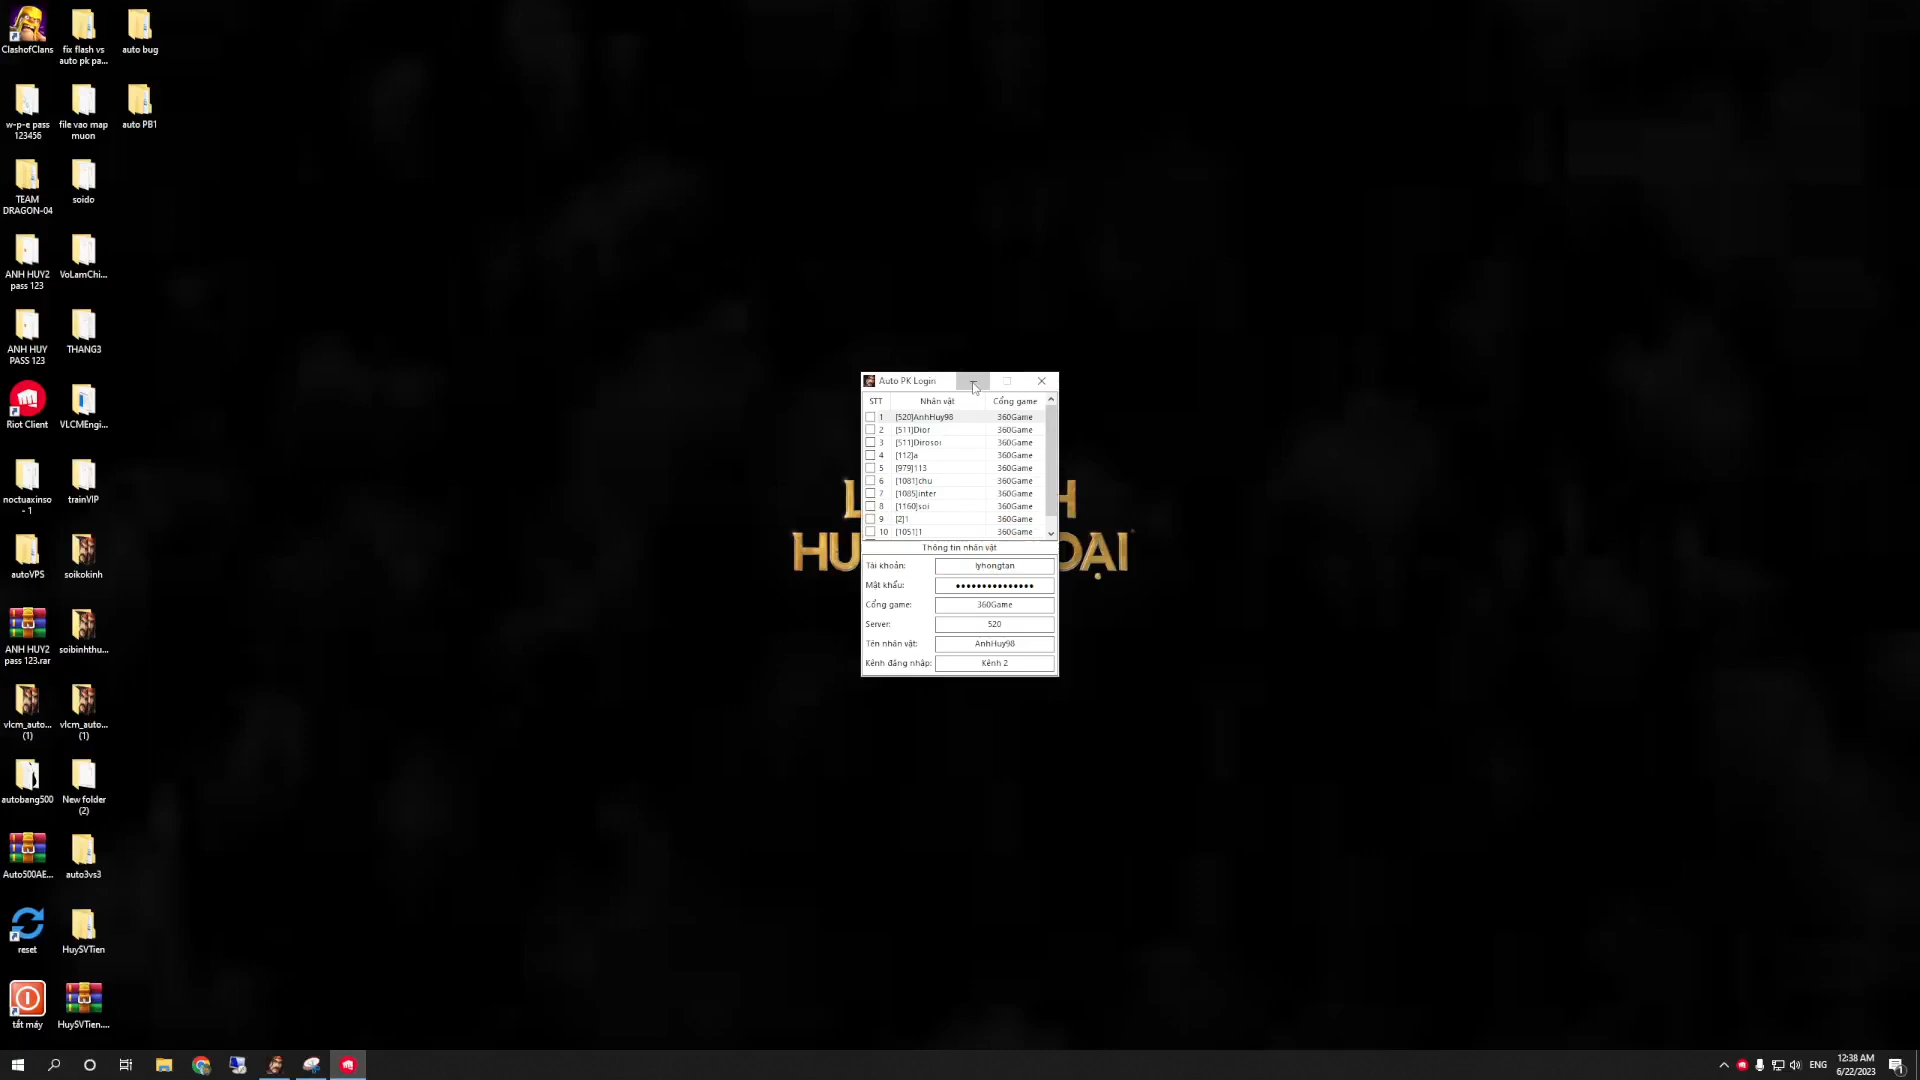 ClashofClans
fix flash vs
auto pk pa...
auto bug
w-p-e pass
123456
file vao map
muon
auto PB1
TEAM
DRAGON-04
soido
ANH HUY2
pass 123
VoLamChi...
ANH HUY
PASS 123
THANG3
Riot Client
VLCMEngi...
noctuaxinso
- 1
trainVIP
autoVPS
soikokinh
ANH HUY2
pass 123.rar
soibinhthu...
vlcm_auto...
(1)
vlcm_auto...
(1)
autobang500
New folder
(2)
Auto500AE...
auto3vs3
reset
HuySVTien
tắt máy
HuySVTien....
Auto PK Login
STT Nhân vật Cổng game
1 [520]AnhHuy98 360Game
2 [511]Dior 360Game
3 [511]Dirosoi 360Game
4 [112]a 360Game
5 [979]113 360Game
6 [1081]chu 360Game
7 [1085]inter 360Game
8 [1160]soi 360Game
9 [2]1 360Game
10 [1051]1 360Game
Thông tin nhân vật
Tài khoản: lyhongtan
Mật khẩu: ●●●●●●●●●●●●●●●
Cổng game: 360Game
Server: 520
Tên nhân vật: AnhHuy98
Kênh đăng nhập: Kênh 2
L H
HU ĐẠI
ENG
12:38 AM
6/22/2023
1